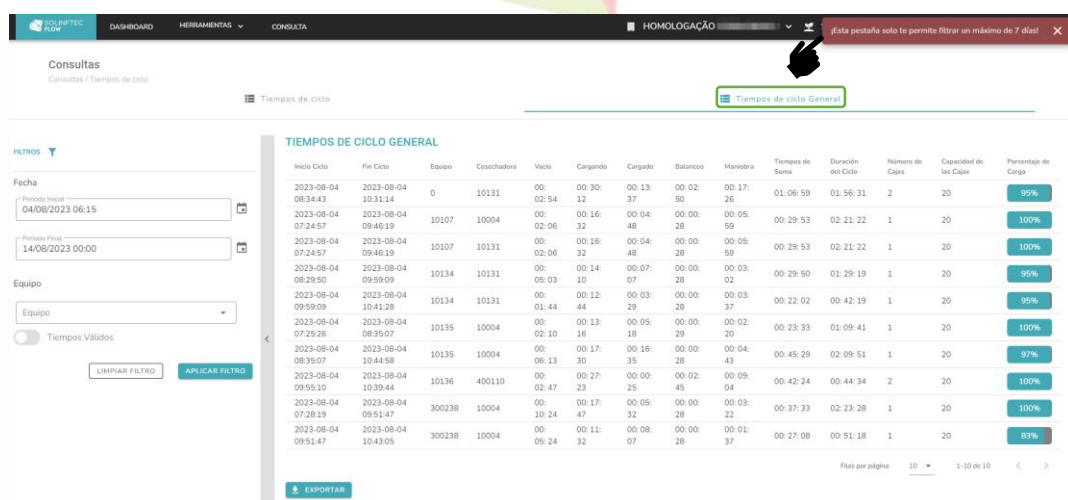 SOLINFTEC FLOW DASHBOARD HERRAMIENTAS CONSULTA HOMOLOGAÇÃO
¡Esta pestaña solo te permite filtrar un máximo de 7 días!
Consultas
Consultas / Tiempos de ciclo
Tiempos de ciclo Tiempos de ciclo General
FILTROS
Fecha
Período Inicial
04/08/2023 06:15
Período Final
14/08/2023 00:00
Equipo
Equipo
Tiempos Válidos
LIMPIAR FILTRO APLICAR FILTRO
TIEMPOS DE CICLO GENERAL
Inicio Ciclo Fin Ciclo Equipo Cosechadora Vacío Cargando Cargado Balanceo Maniobra Tiempos de Suma Duración del Ciclo Número de Cajas Capacidad de las Cajas Porcentaje de Carga
2023-08-04 08:34:43 2023-08-04 10:31:14 0 10131 00:02:54 00:30:12 00:13:37 00:02:50 00:17:26 01:06:59 01:56:31 2 20 95%
2023-08-04 07:24:57 2023-08-04 09:46:19 10107 10004 00:02:06 00:16:32 00:04:48 00:00:28 00:05:59 00:29:53 02:21:22 1 20 100%
2023-08-04 07:24:57 2023-08-04 09:46:19 10107 10131 00:02:06 00:16:32 00:04:48 00:00:28 00:05:59 00:29:53 02:21:22 1 20 100%
2023-08-04 08:29:50 2023-08-04 09:59:09 10134 10131 00:05:03 00:14:10 00:07:07 00:00:28 00:03:02 00:29:50 01:29:19 1 20 95%
2023-08-04 09:59:09 2023-08-04 10:41:28 10134 10131 00:01:44 00:12:44 00:03:29 00:00:28 00:03:37 00:22:02 00:42:19 1 20 95%
2023-08-04 07:25:26 2023-08-04 08:35:07 10135 10004 00:02:10 00:13:16 00:05:18 00:00:29 00:02:20 00:23:33 01:09:41 1 20 100%
2023-08-04 08:35:07 2023-08-04 10:44:58 10135 10004 00:06:13 00:17:30 00:16:35 00:00:28 00:04:43 00:45:29 02:09:51 1 20 97%
2023-08-04 09:55:10 2023-08-04 10:39:44 10136 400110 00:02:47 00:27:23 00:00:25 00:02:45 00:09:04 00:42:24 00:44:34 2 20 100%
2023-08-04 07:28:19 2023-08-04 09:51:47 300238 10004 00:10:24 00:17:47 00:05:32 00:00:28 00:03:22 00:37:33 02:23:28 1 20 100%
2023-08-04 09:51:47 2023-08-04 10:43:05 300238 10004 00:05:24 00:11:32 00:08:07 00:00:28 00:01:37 00:27:08 00:51:18 1 20 83%
Filas por página: 10 1-10 de 10
EXPORTAR